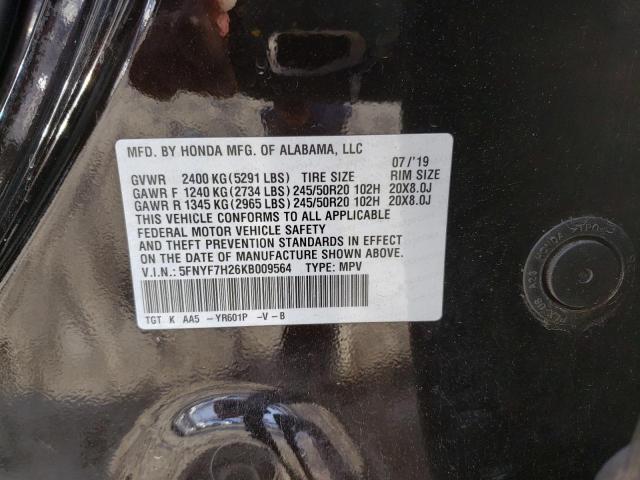 MFD. BY HONDA MFG. OF ALABAMA, LLC 07/'19
GVWR 2400 KG(5291 LBS) TIRE SIZE RIM SIZE
GAWR F 1240 KG(2734 LBS)245/50R20 102H 20X8.0J
GAWR R 1345 KG(2965 LBS)245/50R20 102H 20X8.0J
THIS VEHICLE CONFORMS TO ALL APPLICABLE
FEDERAL MOTOR VEHICLE SAFETY
AND THEFT PREVENTION STANDARDS IN EFFECT
ON THE DATE OF MANUFACTURE SHOWN ABOVE.
V.I.N.: 5FNYF7H26KB009564 TYPE: MPV
TGT K AA5 -YR601P -V-B